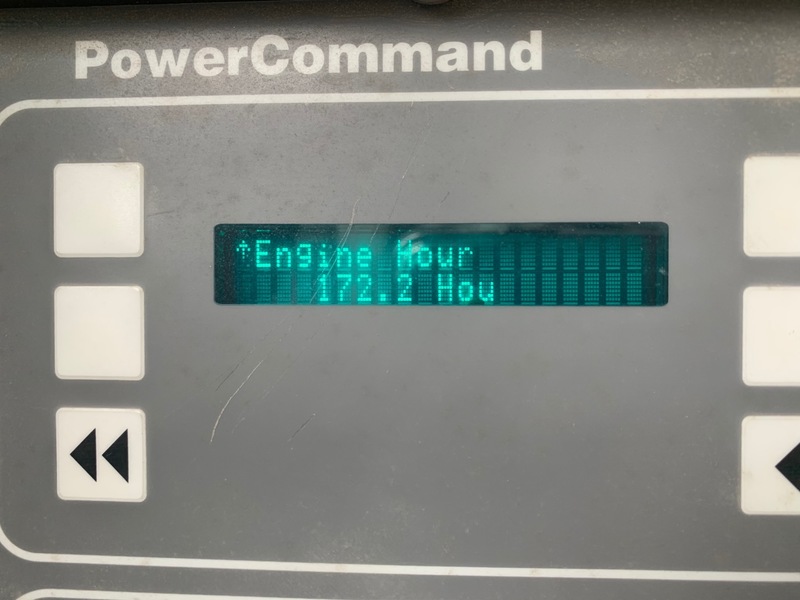 PowerCommand
↑Engine Hour
172.2 Hou